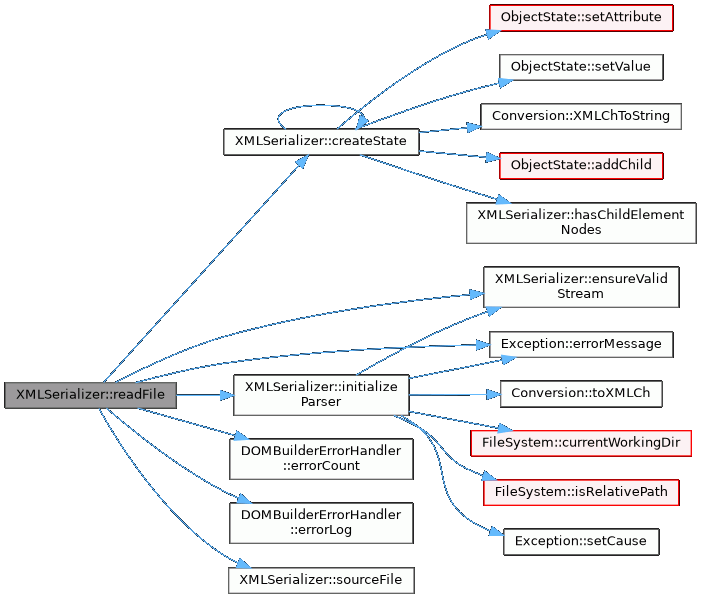 ObjectState::setAttribute
ObjectState::setValue
Conversion::XMLChToString
XMLSerializer::createState
ObjectState::addChild
XMLSerializer::hasChildElement
Nodes
XMLSerializer::ensureValid
Stream
Exception::errorMessage
XMLSerializer::readFile
XMLSerializer::initialize
Parser
Conversion::toXMLCh
FileSystem::currentWorkingDir
DOMBuilderErrorHandler
::errorCount
FileSystem::isRelativePath
DOMBuilderErrorHandler
::errorLog
Exception::setCause
XMLSerializer::sourceFile